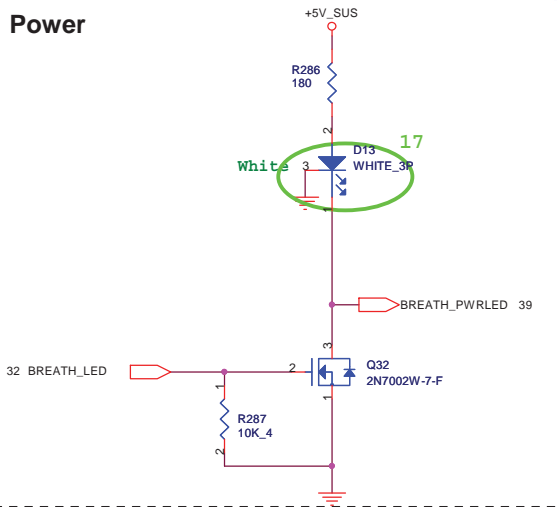 Power
+5V_SUS
R286
180
2
D13
17
White
3
WHITE_3P
1
BREATH_PWRLED 39
3
32 BREATH_LED
2
Q32
2N7002W-7-F
1
1
R287
10K_4
2